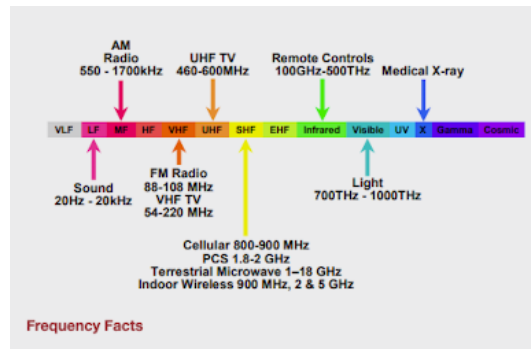 AM
Radio
550 - 1700kHz
UHF TV
460-600MHz
Remote Controls
100GHz-500THz
Medical X-ray
VLF LF MF HF VHF UHF SHF EHF Infrared Visible UV X Gamma Cosmic
Sound
20Hz - 20kHz
FM Radio
88-108 MHz
VHF TV
54-220 MHz
Light
700THz - 1000THz
Cellular 800-900 MHz
PCS 1.8-2 GHz
Terrestrial Microwave 1–18 GHz
Indoor Wireless 900 MHz, 2 & 5 GHz
Frequency Facts